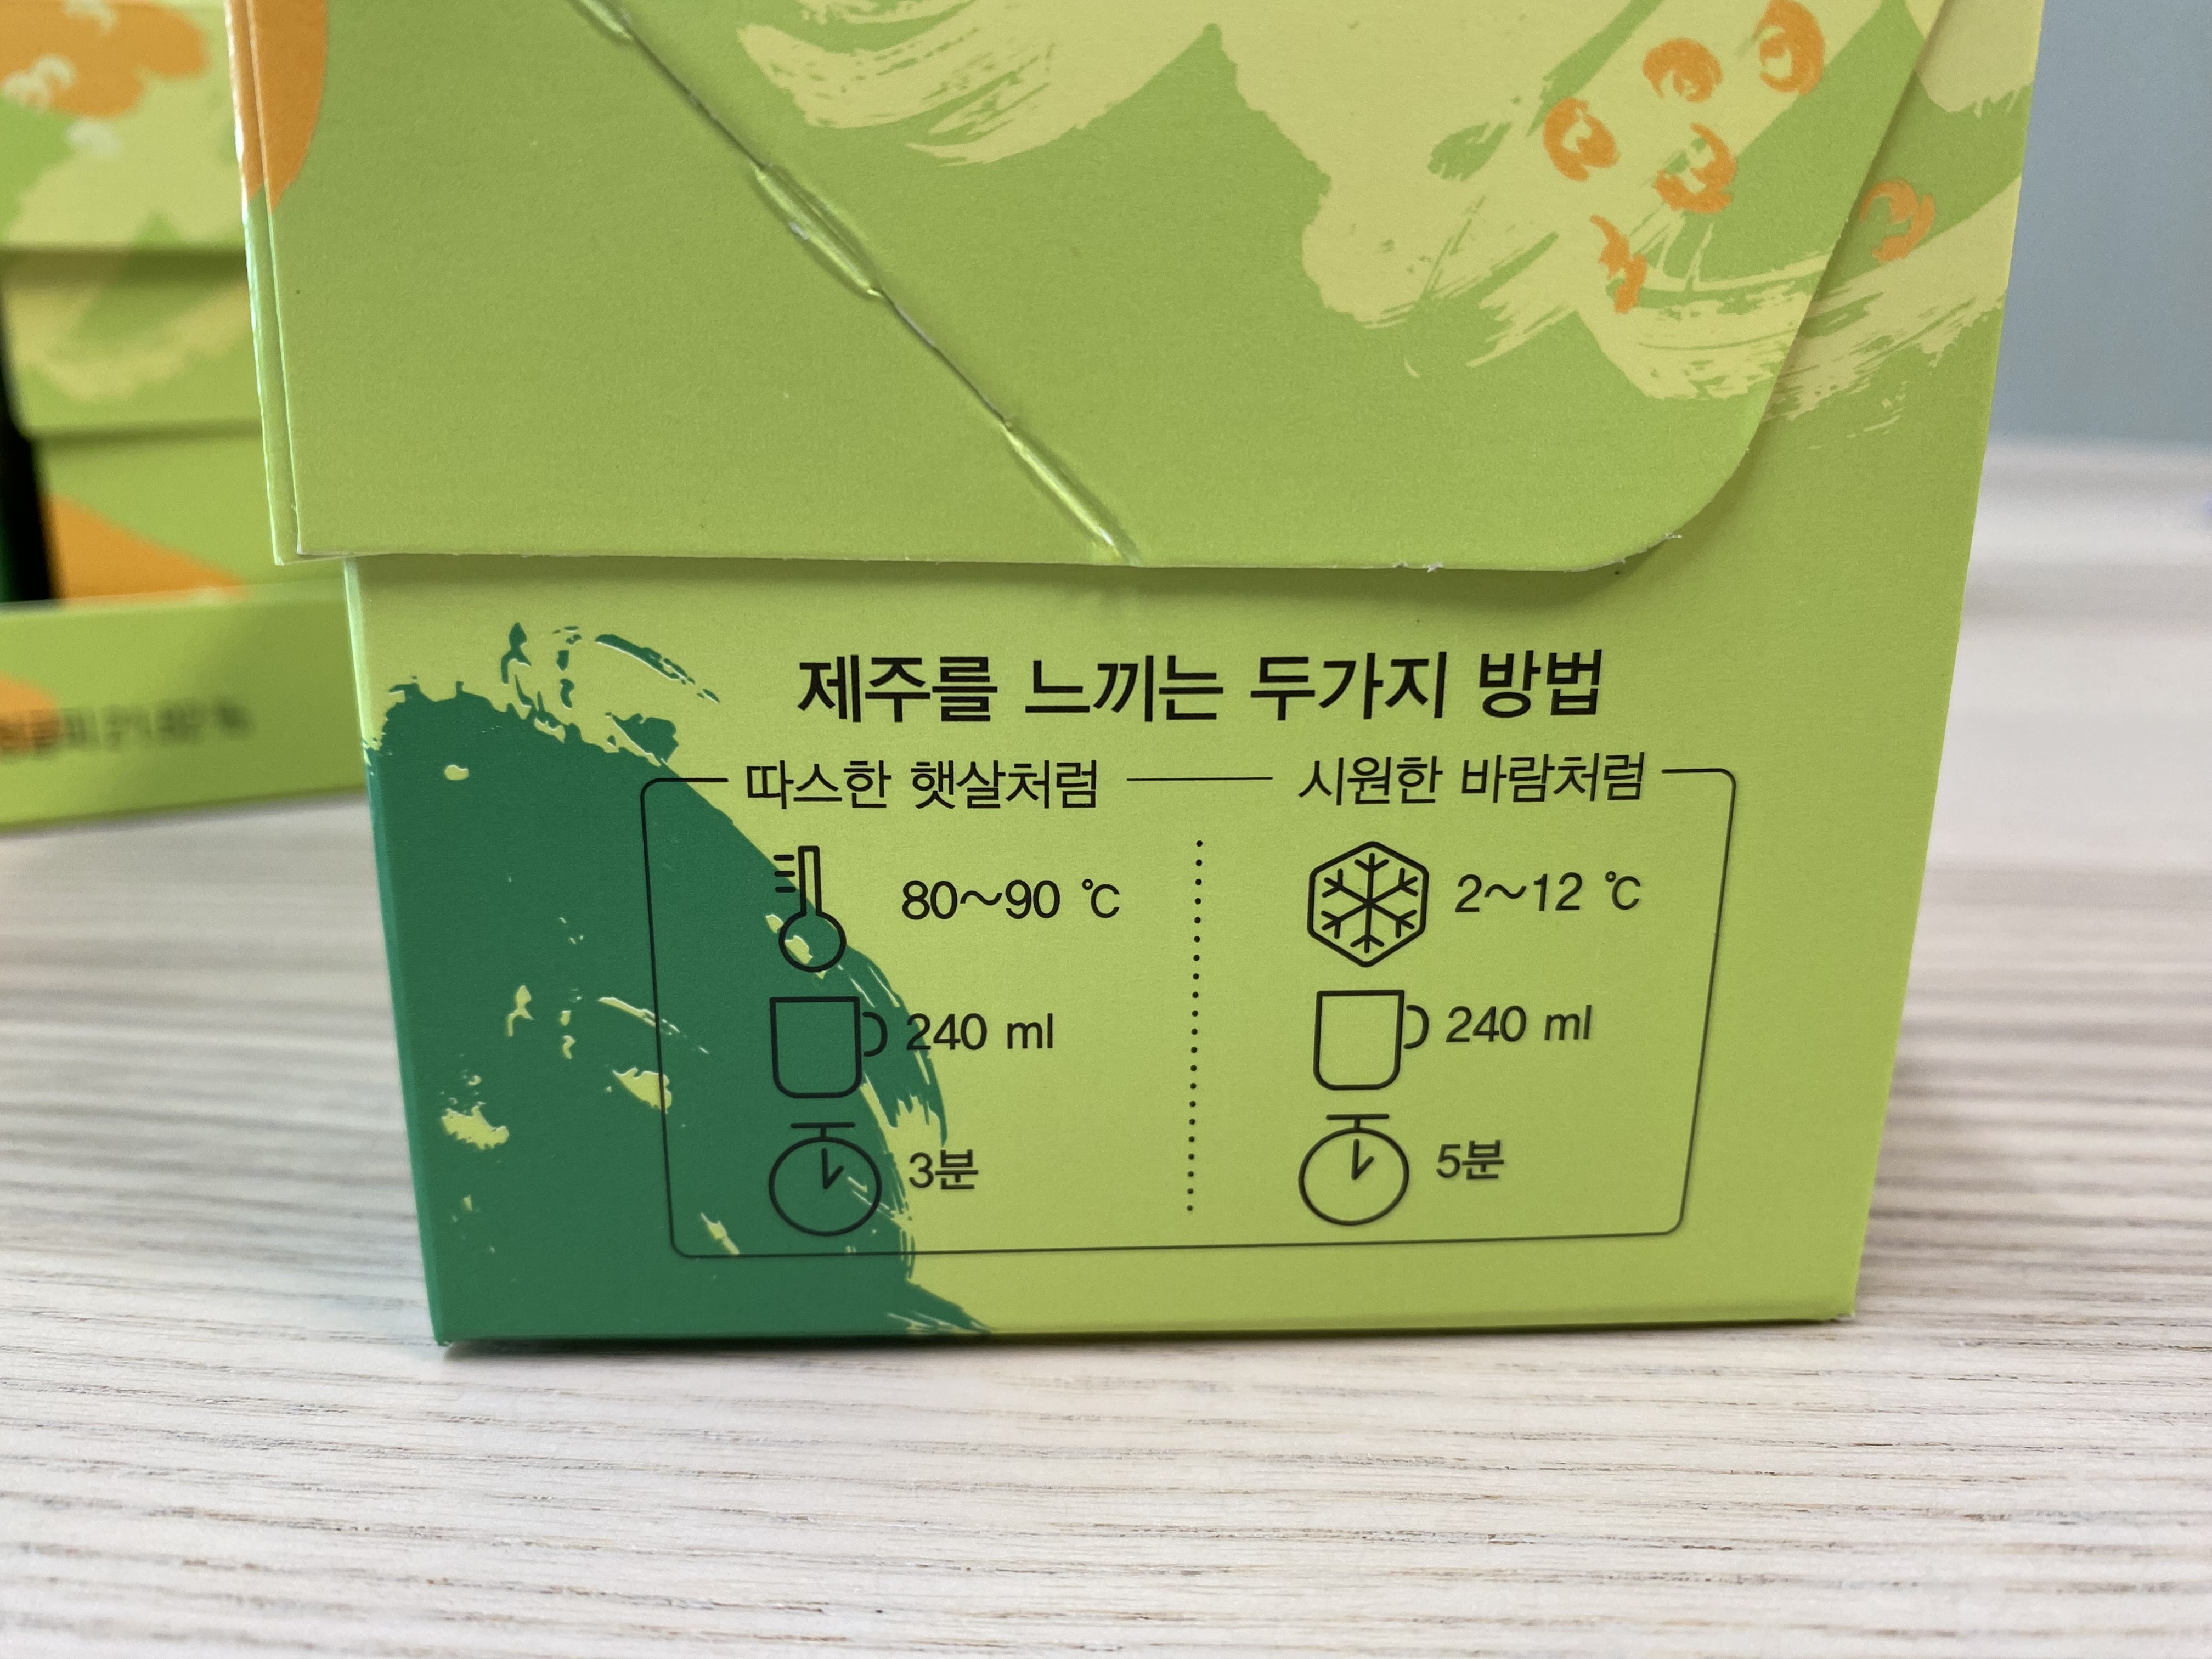 제주를 느끼는 두가지 방법
따스한 햇살처럼
80~90 ℃
240 ml
3분
시원한 바람처럼
2~12 ℃
240 ml
5분